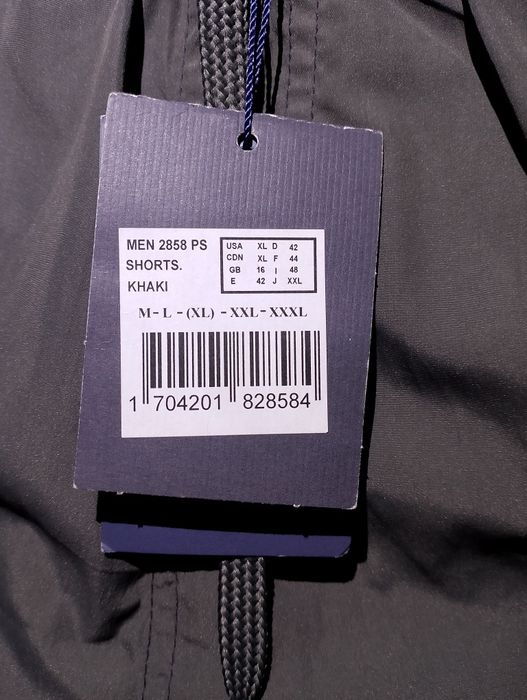 MEN 2858 PS
SHORTS.
KHAKI
USA XL D 42
CDN XL F 44
GB 16 I 48
E 42 J XXL
M - L - (XL) - XXL - XXXL
1 704201 828584